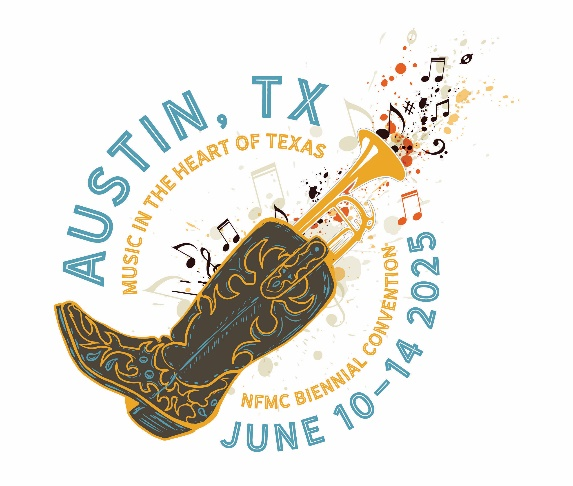 AUSTIN, TX
MUSIC IN THE HEART OF TEXAS
NFMC BIENNIAL CONVENTION
JUNE 10–14 2025